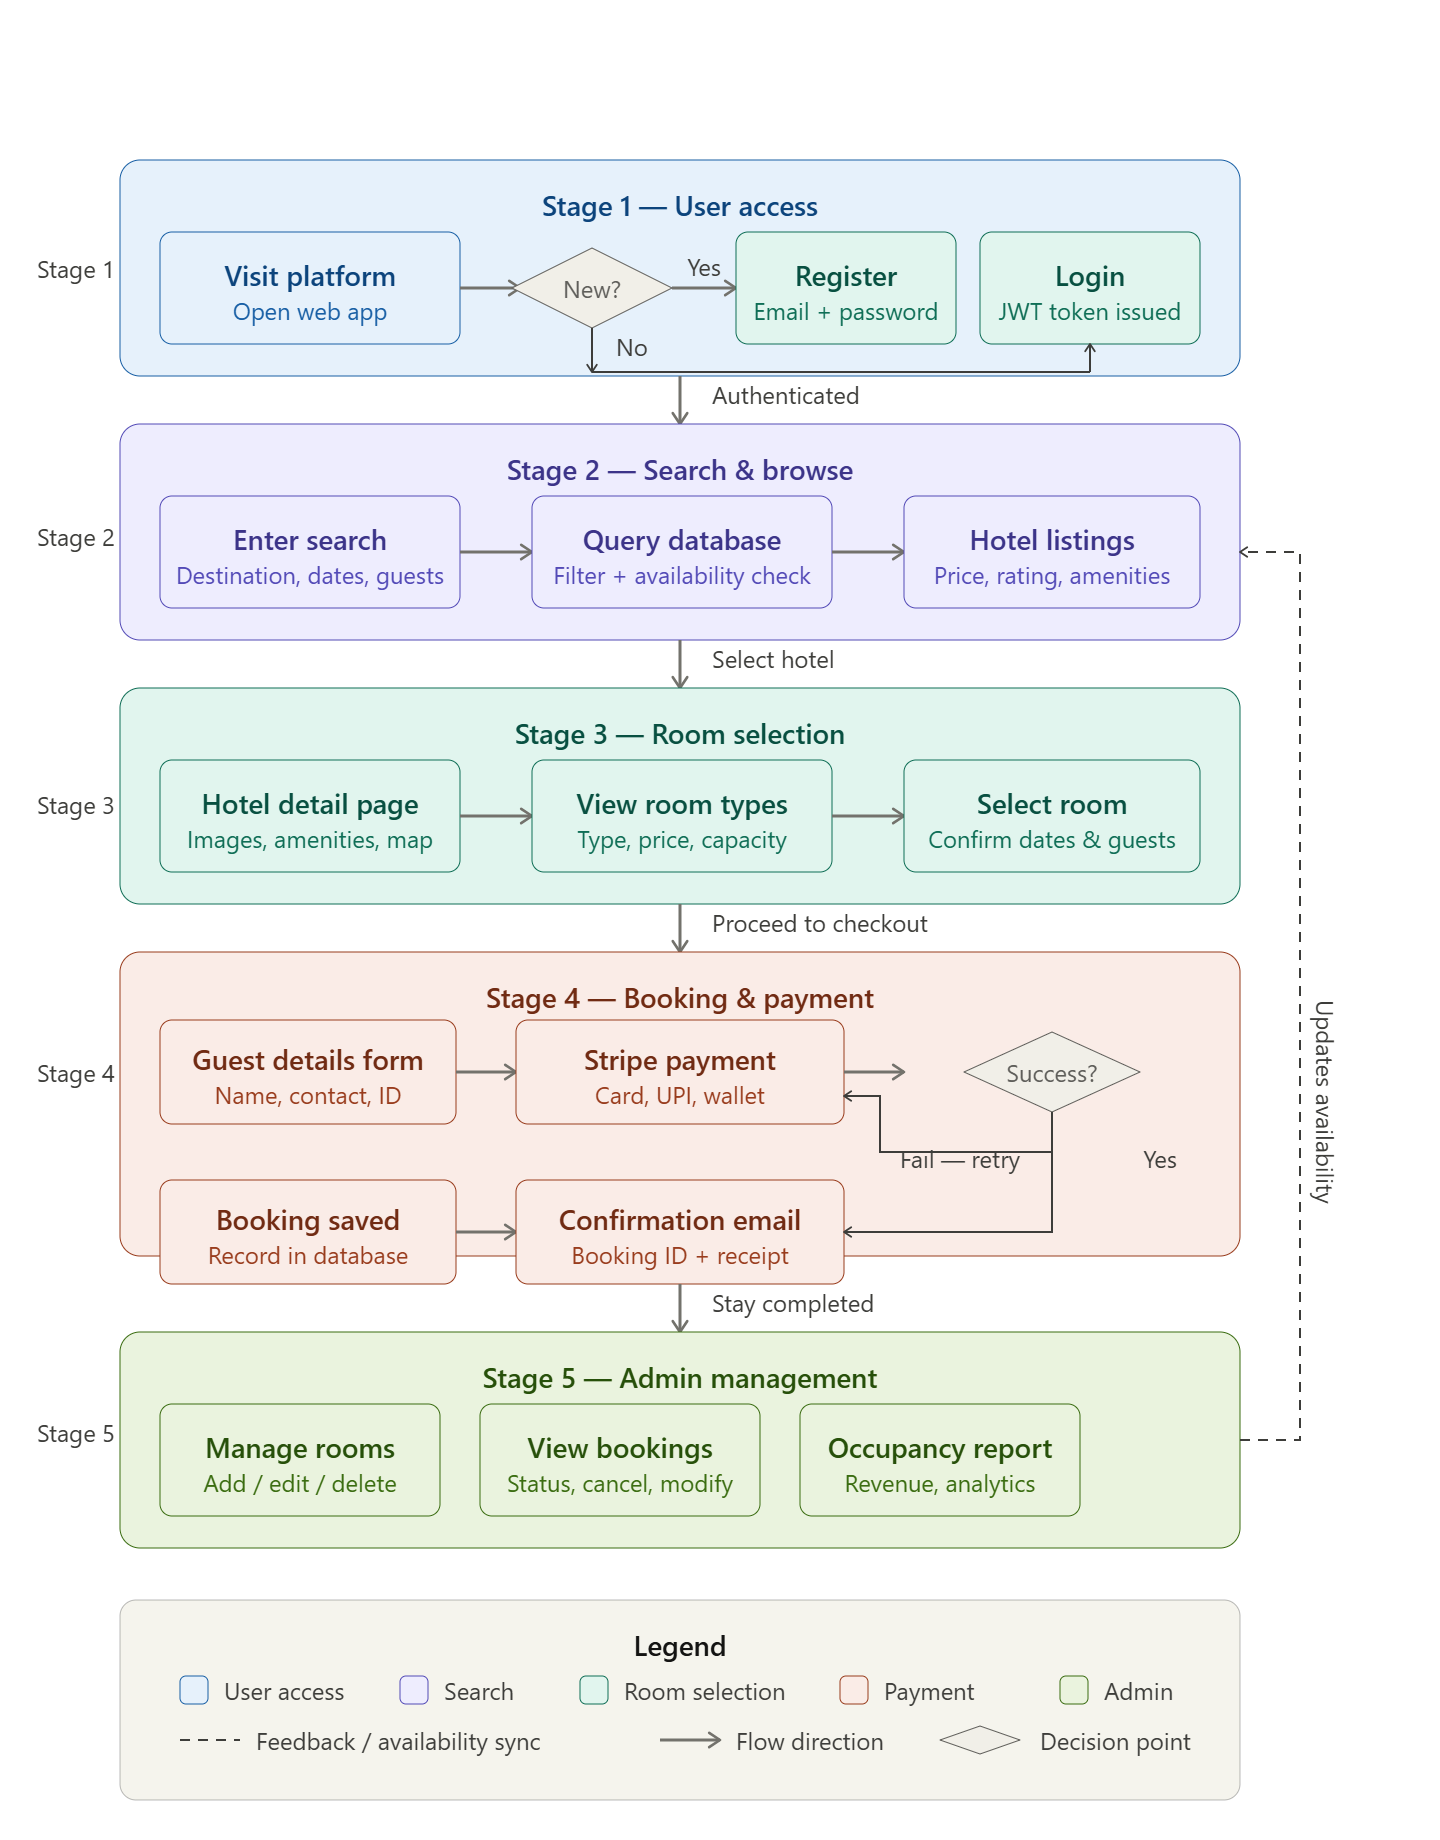 Stage 1 — User access
Stage 1
Visit platform
Open web app
New?
Yes
No
Register
Email + password
Login
JWT token issued
Authenticated
Stage 2 — Search & browse
Stage 2
Enter search
Destination, dates, guests
Query database
Filter + availability check
Hotel listings
Price, rating, amenities
Select hotel
Stage 3 — Room selection
Stage 3
Hotel detail page
Images, amenities, map
View room types
Type, price, capacity
Select room
Confirm dates & guests
Proceed to checkout
Stage 4 — Booking & payment
Stage 4
Guest details form
Name, contact, ID
Stripe payment
Card, UPI, wallet
Success?
Fail — retry
Yes
Updates availability
Booking saved
Record in database
Confirmation email
Booking ID + receipt
Stay completed
Stage 5 — Admin management
Stage 5
Manage rooms
Add / edit / delete
View bookings
Status, cancel, modify
Occupancy report
Revenue, analytics
Legend
User access
Search
Room selection
Payment
Admin
Feedback / availability sync
Flow direction
Decision point